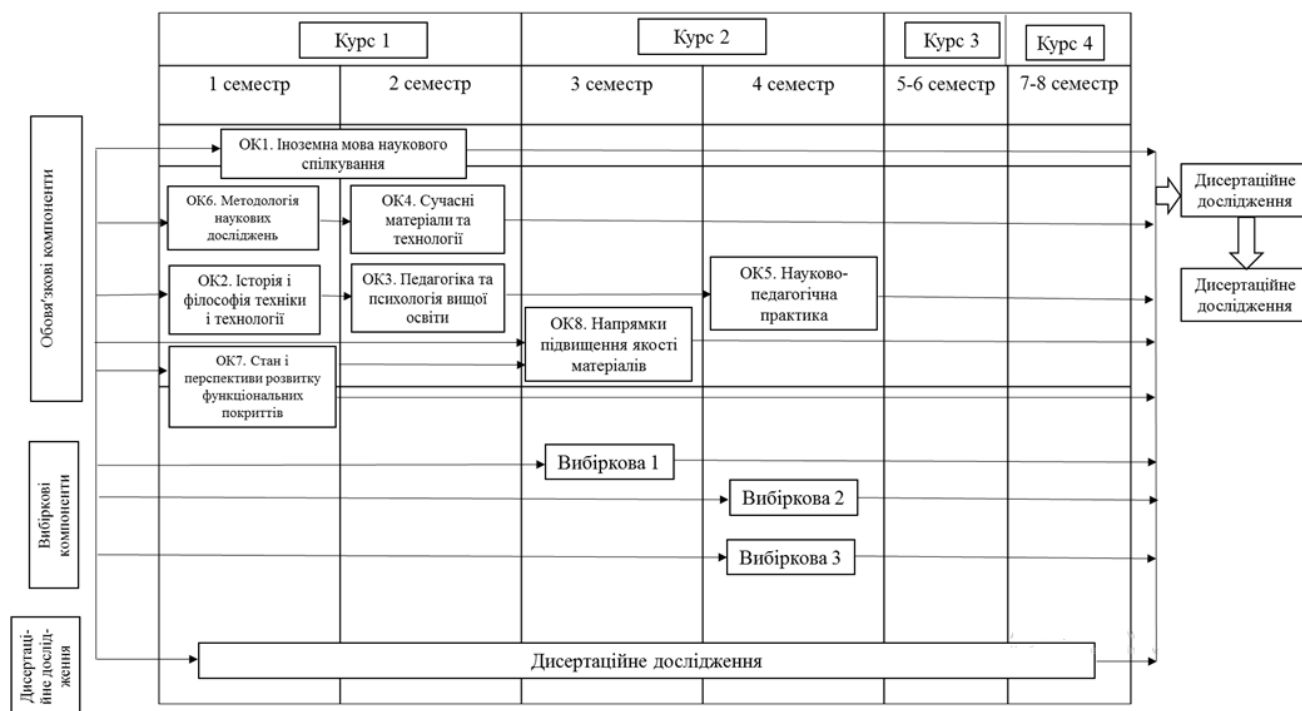 Курс 1
Курс 2
Курс 3
Курс 4
1 семестр
2 семестр
3 семестр
4 семестр
5-6 семестр
7-8 семестр
Обовя'зкові компоненти
ОК1. Іноземна мова наукового
спілкування
ОК6. Методологія
наукових
досліджень
ОК4. Сучасні
матеріали та
технології
ОК2. Історія і
філософія техніки
і технології
ОК3. Педагогіка та
психологія вищої
освіти
ОК5. Науково-
педагогічна
практика
ОК8. Напрямки
підвищення якості
матеріалів
ОК7. Стан і
перспективи розвитку
функціональних
покриттів
Дисертаційне
дослідження
Дисертаційне
дослідження
Вибіркові
компоненти
Вибіркова 1
Вибіркова 2
Вибіркова 3
Дисертаці-
йне дослід-
ження
Дисертаційне дослідження